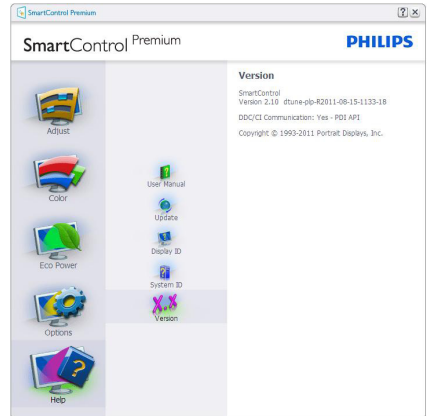 SmartControl Premium
SmartControl Premium
PHILIPS
Adjust
Color
Eco Power
Options
Help
User Manual
Update
Display ID
System ID
X.X
Version
Version
SmartControl
Version 2.10 dtune-plp-R2011-08-15-1133-18
DDC/CI Communication: Yes - PDI API
Copyright © 1993-2011 Portrait Displays, Inc.